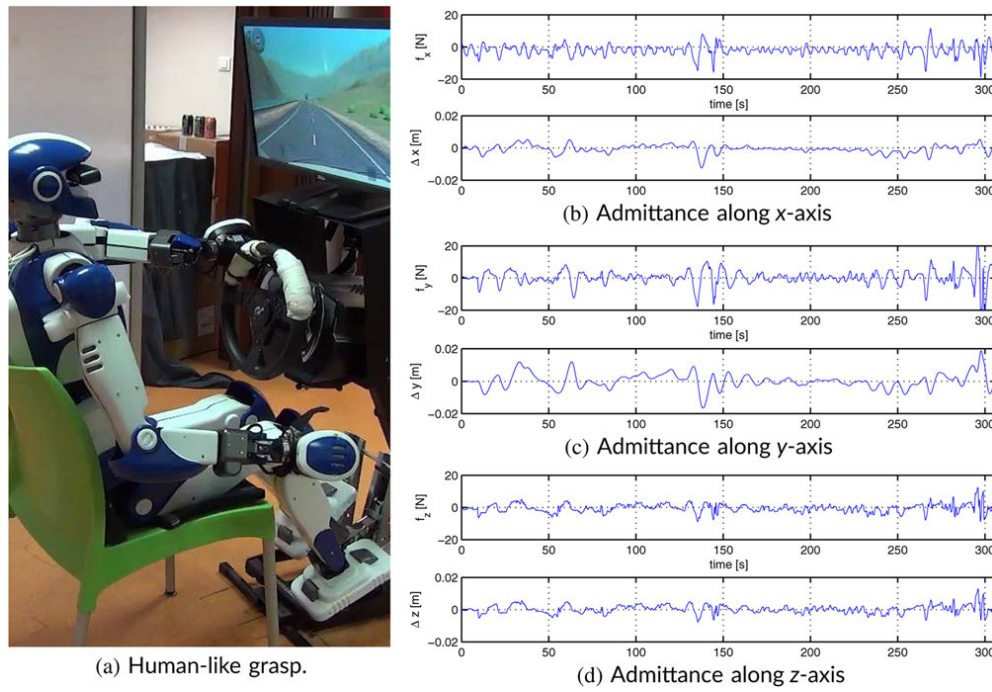 20
0
−20
f_x [N]
0 50 100 150 200 250 300
time [s]
0.02
0
−0.02
Δ x [m]
0 50 100 150 200 250 300
(b) Admittance along x-axis
20
0
−20
f_y [N]
0 50 100 150 200 250 300
time [s]
0.02
0
−0.02
Δ y [m]
0 50 100 150 200 250 300
(c) Admittance along y-axis
20
0
20
f_z [N]
0 50 100 150 200 250 300
time [s]
0.02
0
−0.02
Δ z [m]
0 50 100 150 200 250 300
(d) Admittance along z-axis
(a) Human-like grasp.